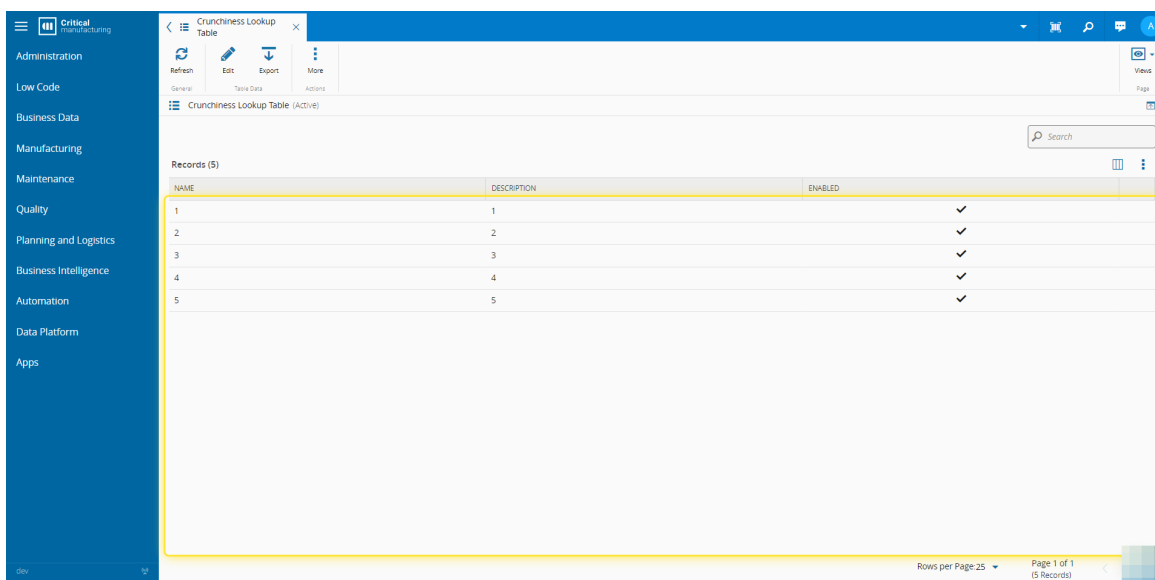 Critical
manufacturing
Crunchiness Lookup
Table
A
Administration
Low Code
Business Data
Manufacturing
Maintenance
Quality
Planning and Logistics
Business Intelligence
Automation
Data Platform
Apps
dev
Refresh Edit Export More Views
General Table Data Actions Page
Crunchiness Lookup Table (Active)
Search
Records (5)
NAME DESCRIPTION ENABLED
1 1
2 2
3 3
4 4
5 5
Rows per Page:25 Page 1 of 1
(5 Records)